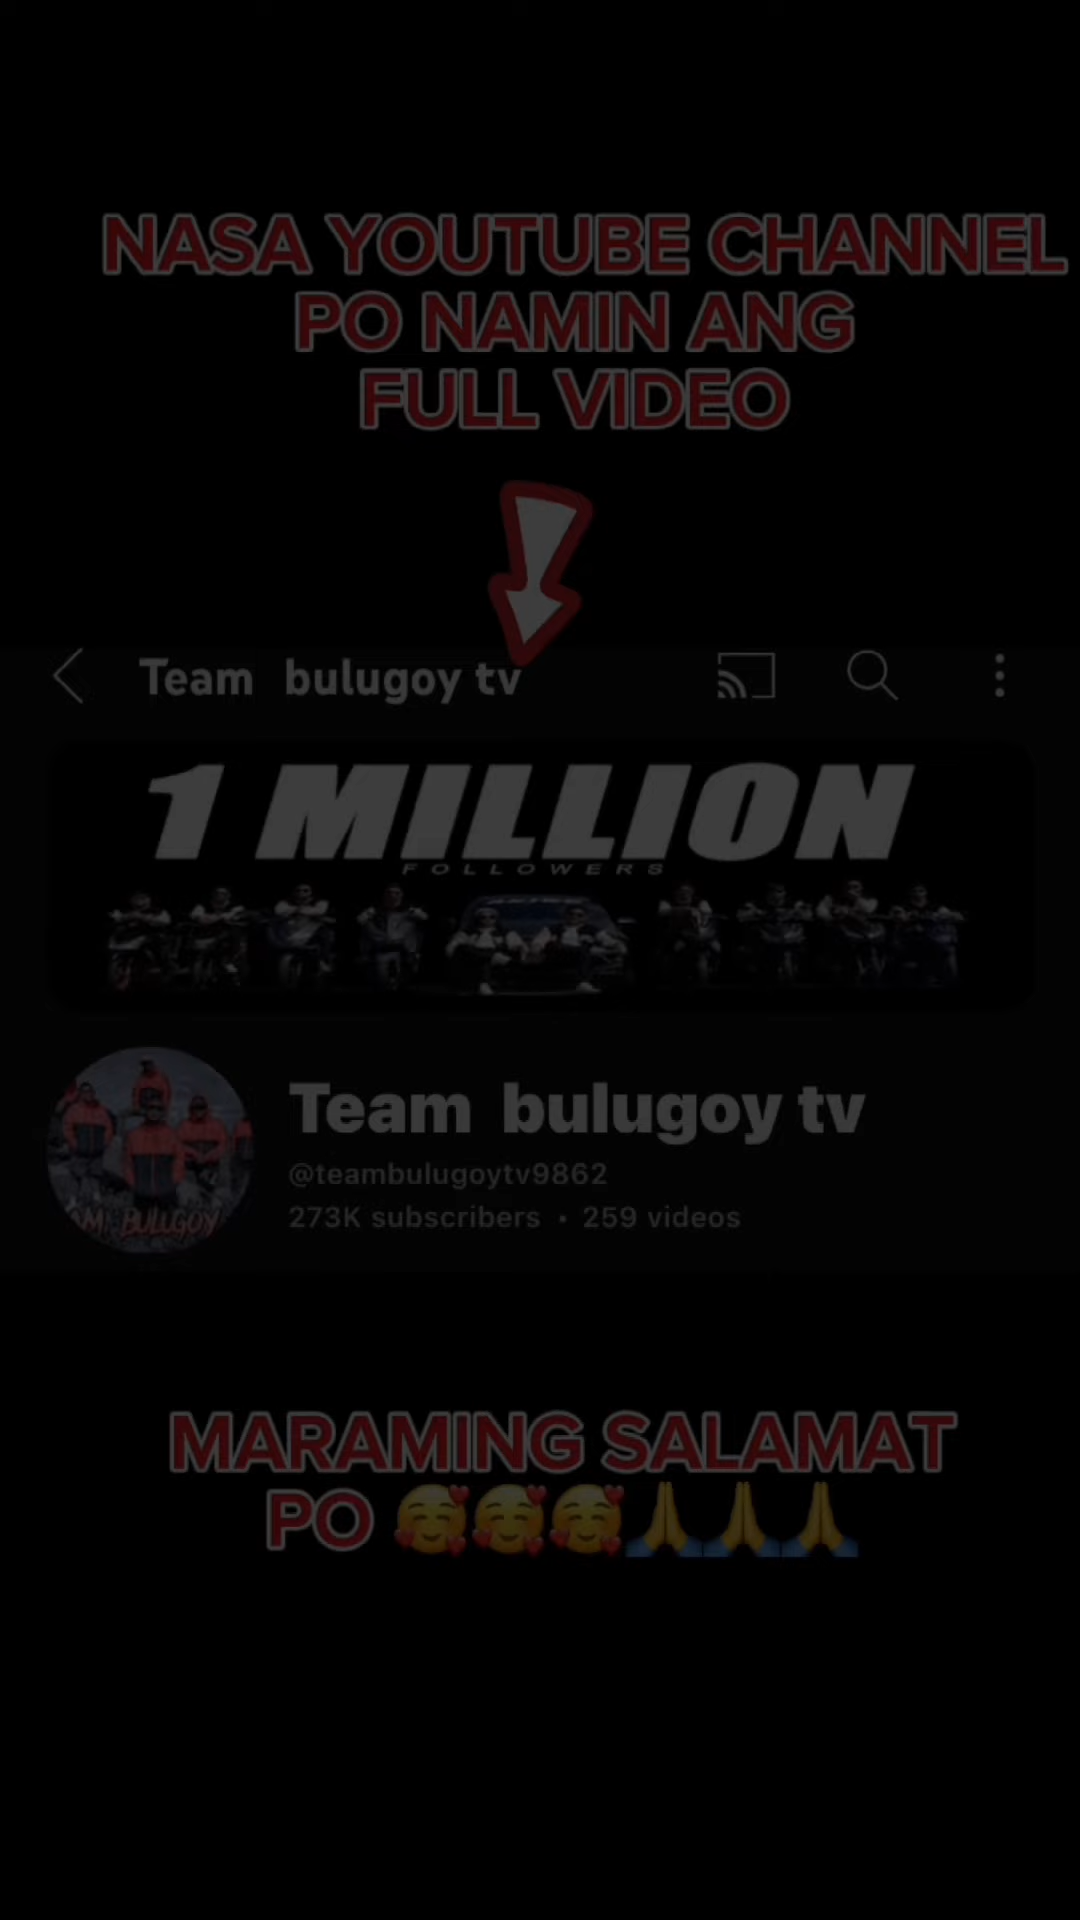 NASA YOUTUBE CHANNEL
PO NAMIN ANG
FULL VIDEO
Team bulugoy tv
1 MILLION
FOLLOWERS
Team bulugoy tv
@teambulugoytv9862
273K subscribers • 259 videos
BULUGOY
MARAMING SALAMAT
PO 🥰🥰🥰🙏🙏🙏